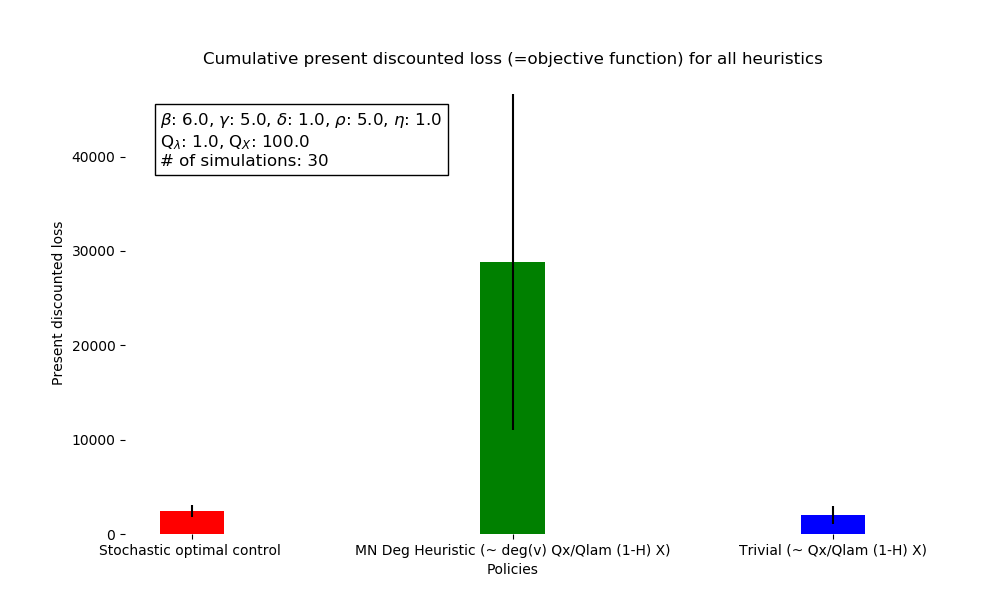 Cumulative present discounted loss (=objective function) for all heuristics
β: 6.0, γ: 5.0, δ: 1.0, ρ: 5.0, η: 1.0
Qλ: 1.0, QX: 100.0
# of simulations: 30
40000
30000
20000
10000
0
Present discounted loss
Stochastic optimal control
MN Deg Heuristic (~ deg(v) Qx/Qlam (1-H) X)
Trivial (~ Qx/Qlam (1-H) X)
Policies